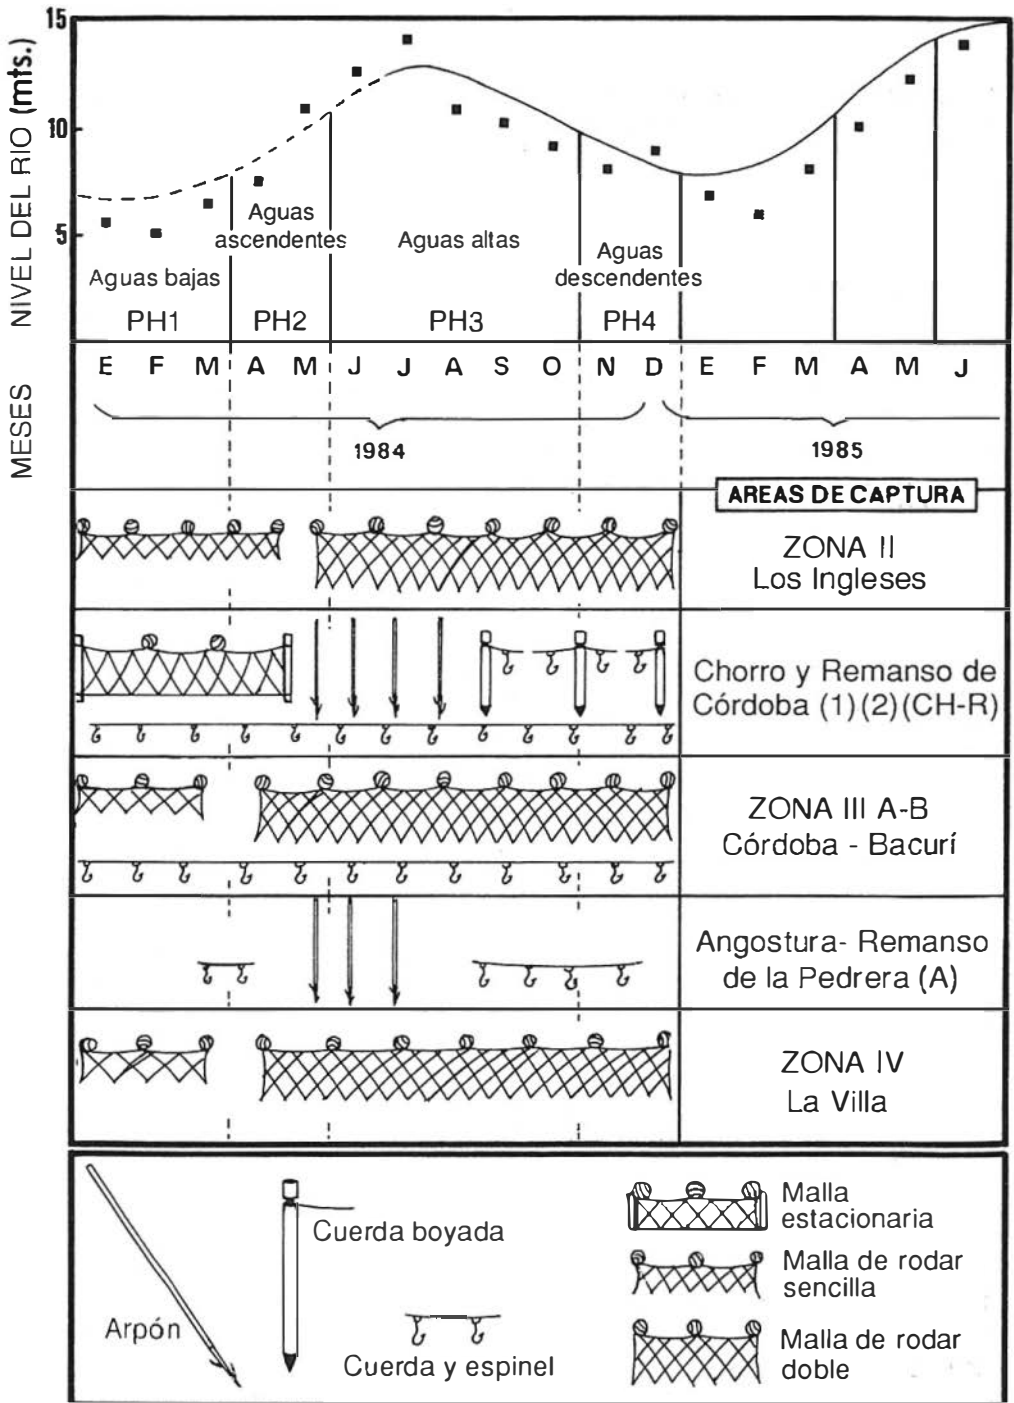 NIVEL DEL RIO (mts.)
15
10
5
Aguas bajas
Aguas
ascendentes
Aguas altas
Aguas
descendentes
PH1 PH2 PH3 PH4
MESES
E F M A M J J A S O N D E F M A M J
1984 1985
AREAS DE CAPTURA
ZONA II
Los Ingleses
Chorro y Remanso de
Córdoba (1)(2)(CH-R)
ZONA III A-B
Córdoba - Bacurí
Angostura- Remanso
de la Pedrera (A)
ZONA IV
La Villa
Arpón
Cuerda boyada
Cuerda y espinel
Malla
estacionaria
Malla de rodar
sencilla
Malla de rodar
doble